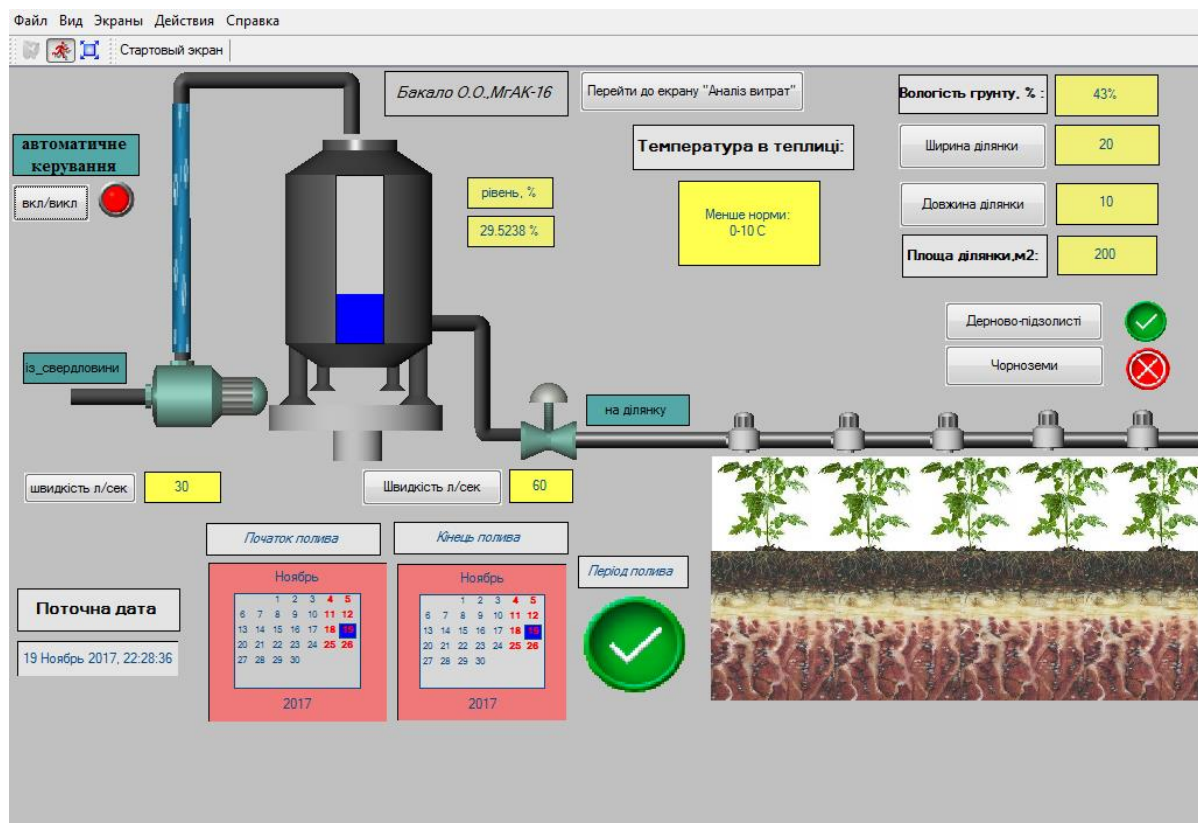 Файл Вид Экраны Действия Справка
Стартовый экран
Бакало О.О.,МгАК-16
Перейти до екрану "Аналіз витрат"
Вологість грунту, % :
43%
автоматичне
керування
вкл/викл
Температура в теплиці:
Ширина ділянки
20
рівень, %
29.5238 %
Менше норми:
0-10 C
Довжина ділянки
10
Площа ділянки,м2:
200
Дерново-підзолисті
Чорноземи
із_свердловини
на ділянку
швидкість л/сек
30
Швидкість л/сек
60
Початок полива
Кінець полива
Період полива
Поточна дата
19 Ноябрь 2017, 22:28:36
Ноябрь
1 2 3 4 5
6 7 8 9 10 11 12
13 14 15 16 17 18 19
20 21 22 23 24 25 26
27 28 29 30
2017
Ноябрь
1 2 3 4 5
6 7 8 9 10 11 12
13 14 15 16 17 18 19
20 21 22 23 24 25 26
27 28 29 30
2017